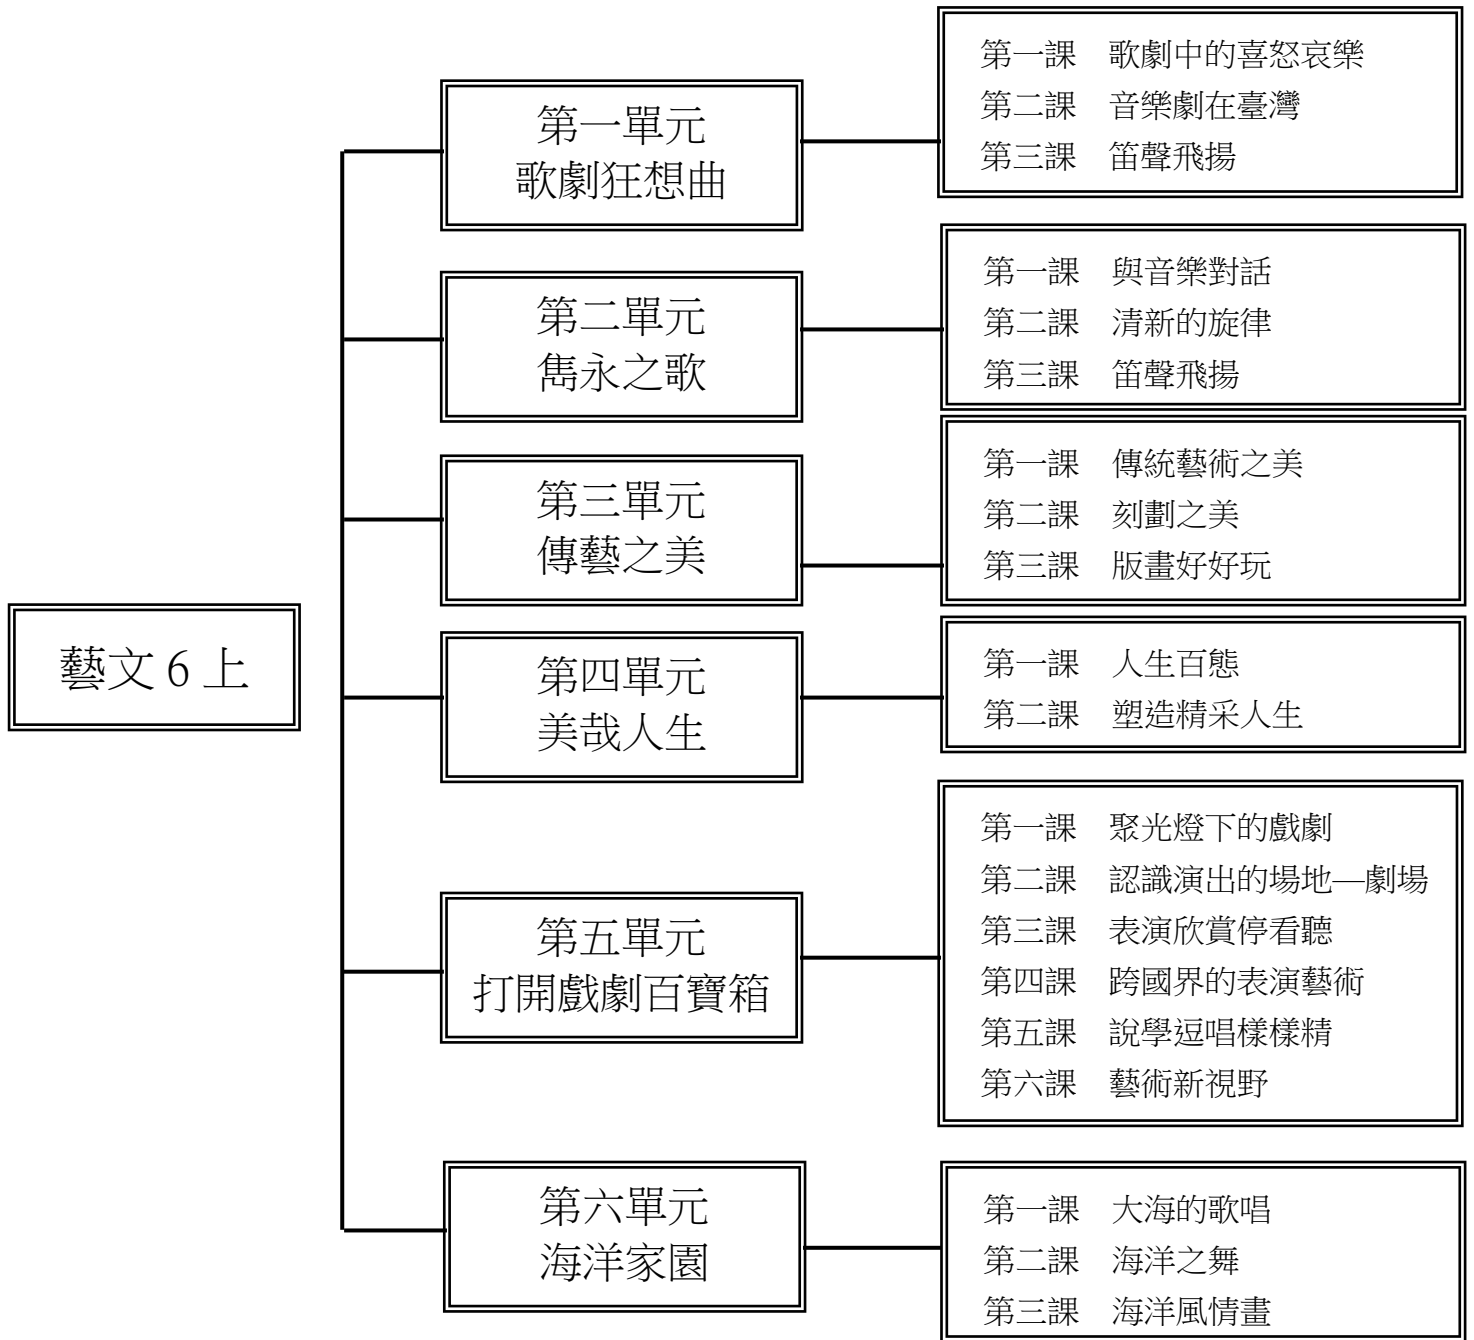 藝文 6 上
第一單元
歌劇狂想曲
第一課 歌劇中的喜怒哀樂
第二課 音樂劇在臺灣
第三課 笛聲飛揚
第二單元
雋永之歌
第一課 與音樂對話
第二課 清新的旋律
第三課 笛聲飛揚
第三單元
傳藝之美
第一課 傳統藝術之美
第二課 刻劃之美
第三課 版畫好好玩
第四單元
美哉人生
第一課 人生百態
第二課 塑造精采人生
第五單元
打開戲劇百寶箱
第一課 聚光燈下的戲劇
第二課 認識演出的場地—劇場
第三課 表演欣賞停看聽
第四課 跨國界的表演藝術
第五課 說學逗唱樣樣精
第六課 藝術新視野
第六單元
海洋家園
第一課 大海的歌唱
第二課 海洋之舞
第三課 海洋風情畫